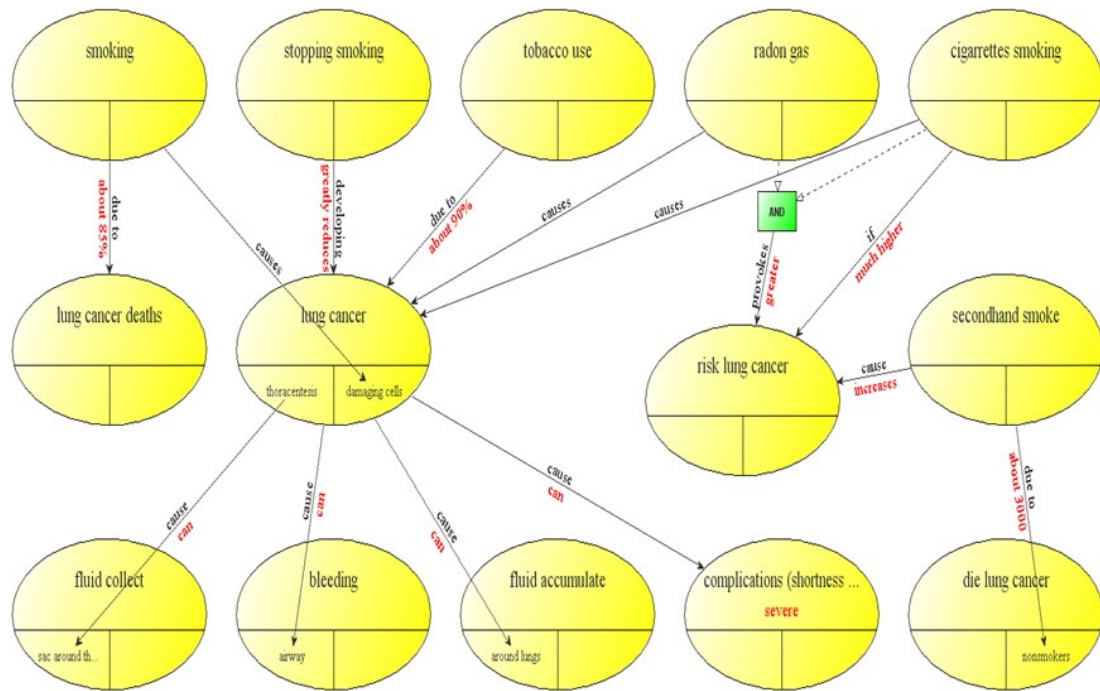 smoking
stopping smoking
tobacco use
radon gas
cigarrettes smoking
due to
about 85%
causes
developing
greatly reduces
due to
about 90%
causes
causes
AND
provokes
greater
if
much higher
lung cancer deaths
lung cancer
thoracentesis
damaging cells
risk lung cancer
secondhand smoke
cause
increases
cause
can
cause
can
cause
can
cause
can
due to
about 3000
fluid collect
sac around th...
bleeding
airway
fluid accumulate
around lungs
complications (shortness ...
severe
die lung cancer
nonsmokers